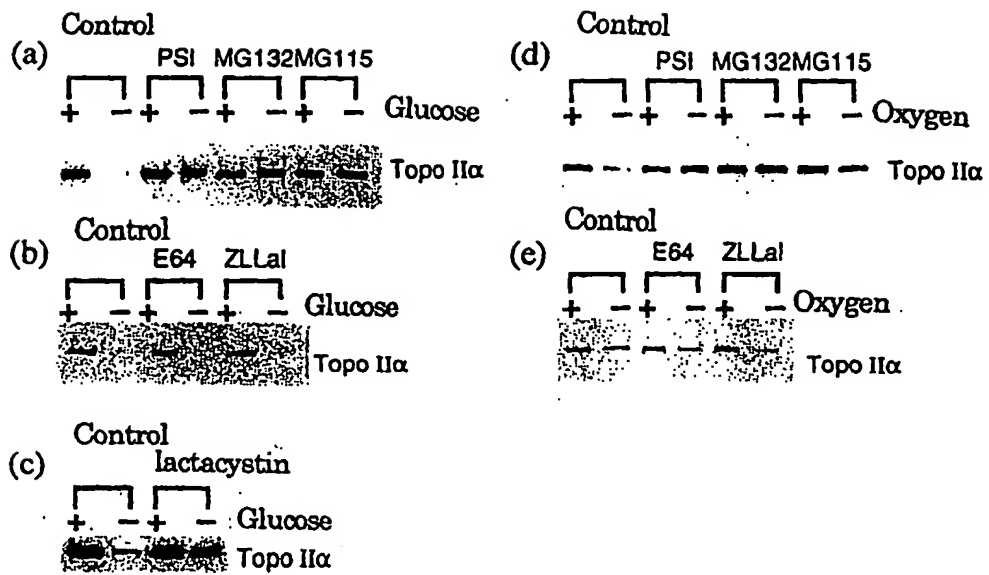 Control
(a)
PSI MG132MG115
+ − + − + − + − Glucose
Topo IIα
Control
(b)
E64 ZLLal
+ − + − + − Glucose
Topo IIα
Control
(c)
lactacystin
+ − + − Glucose
Topo IIα
Control
(d)
PSI MG132MG115
+ − + − + − + − Oxygen
Topo IIα
Control
(e)
E64 ZLLal
+ − + − + − Oxygen
Topo IIα